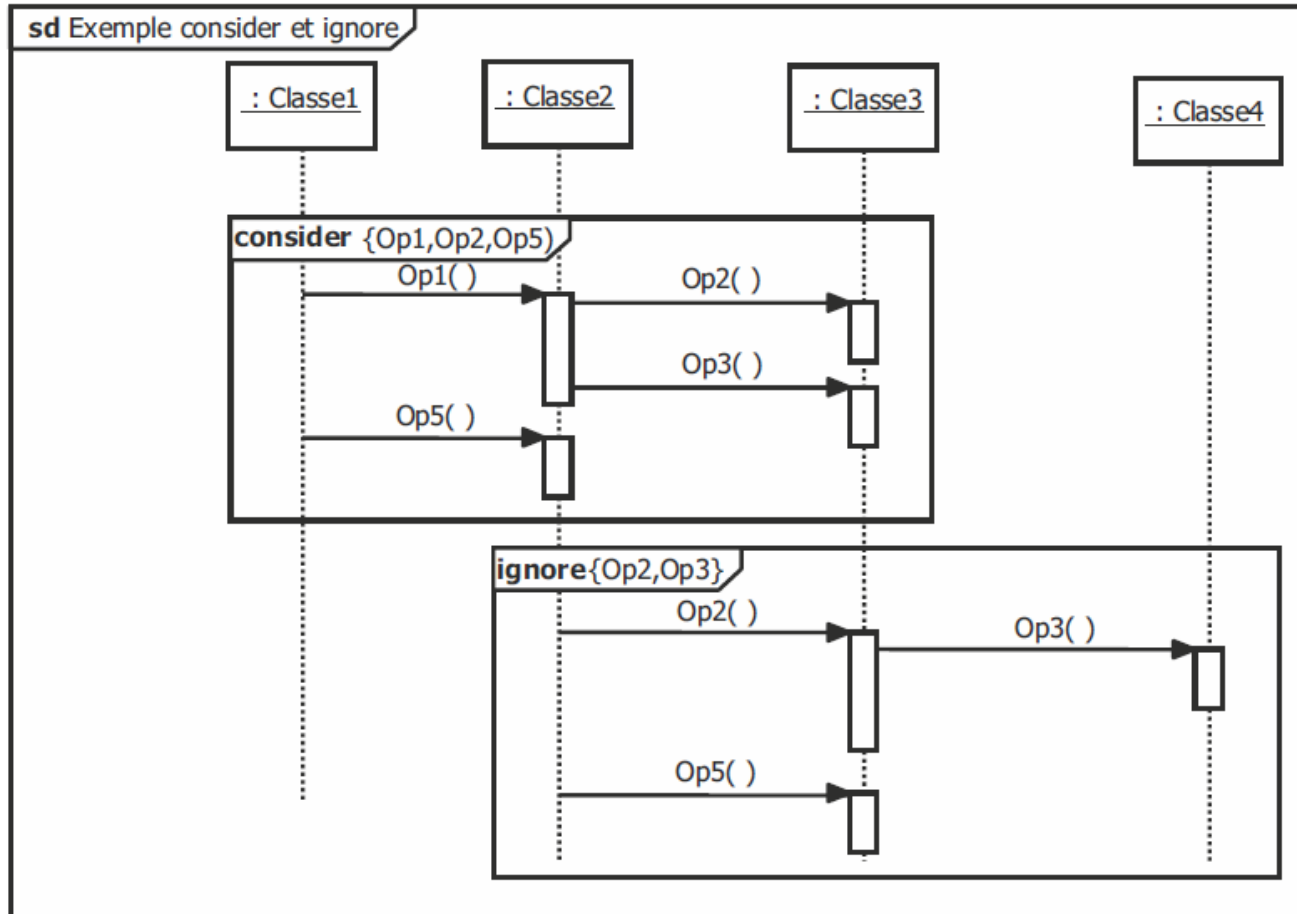 sd Exemple consider et ignore
: Classe1
: Classe2
: Classe3
: Classe4
consider {Op1,Op2,Op5)
Op1( )
Op2( )
Op3( )
Op5( )
ignore{Op2,Op3}
Op2( )
Op3( )
Op5( )